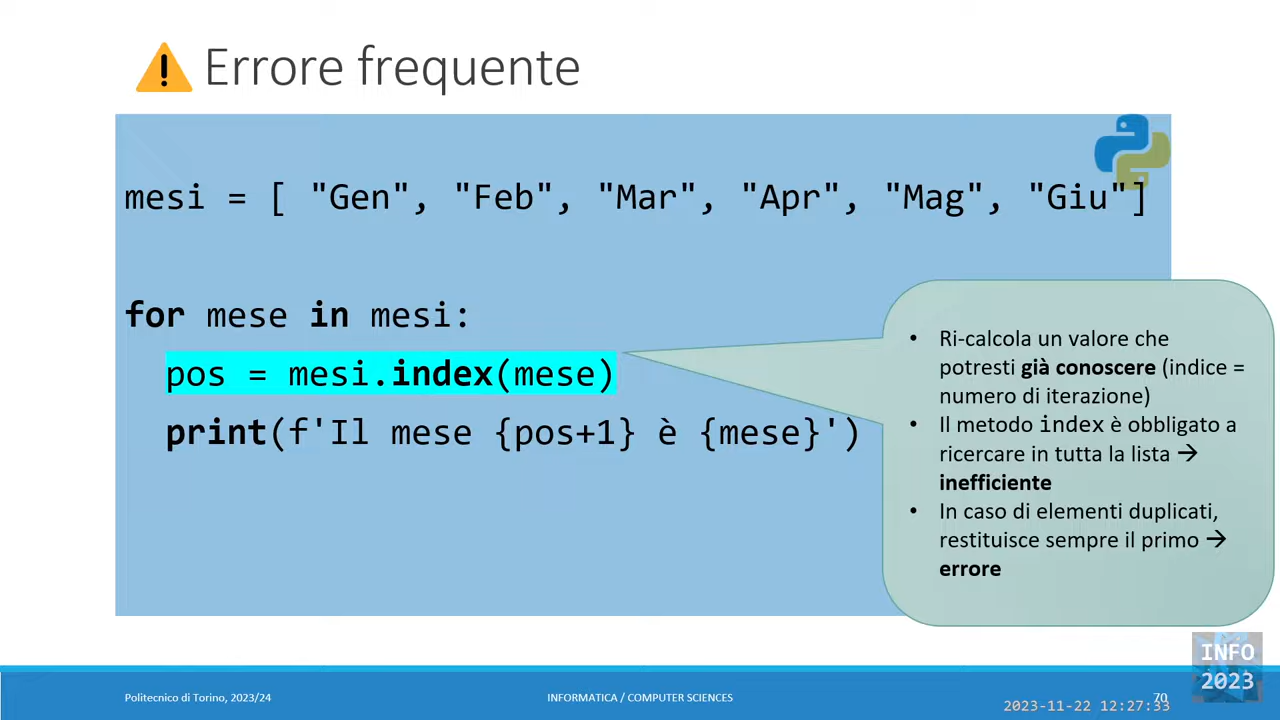 Errore frequente
mesi = [ "Gen", "Feb", "Mar", "Apr", "Mag", "Giu"]
for mese in mesi:
pos = mesi.index(mese)
print(f'Il mese {pos+1} è {mese}')
• Ri-calcola un valore che
potresti già conoscere (indice =
numero di iterazione)
• Il metodo index è obbligato a
ricercare in tutta la lista →
inefficiente
• In caso di elementi duplicati,
restituisce sempre il primo →
errore
Politecnico di Torino, 2023/24
INFORMATICA / COMPUTER SCIENCES
70
INFO
2023
2023-11-22 12:27:33